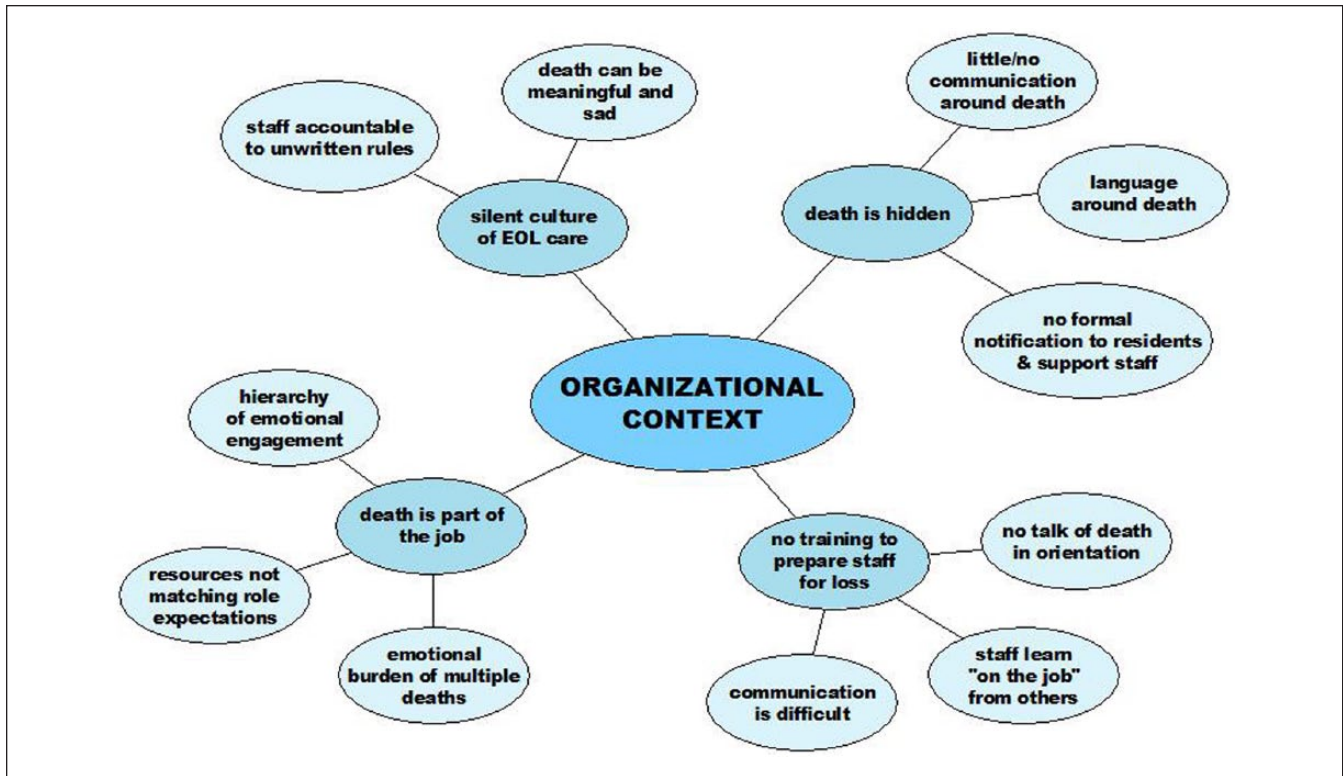 death can be
meaningful and
sad
staff accountable
to unwritten rules
silent culture
of EOL care
little/no
communication
around death
language
around death
death is hidden
no formal
notification to residents
& support staff
ORGANIZATIONAL
CONTEXT
hierarchy
of emotional
engagement
death is part of
the job
resources not
matching role
expectations
emotional
burden of multiple
deaths
no training to
prepare staff
for loss
no talk of death
in orientation
staff learn
"on the job"
from others
communication
is difficult